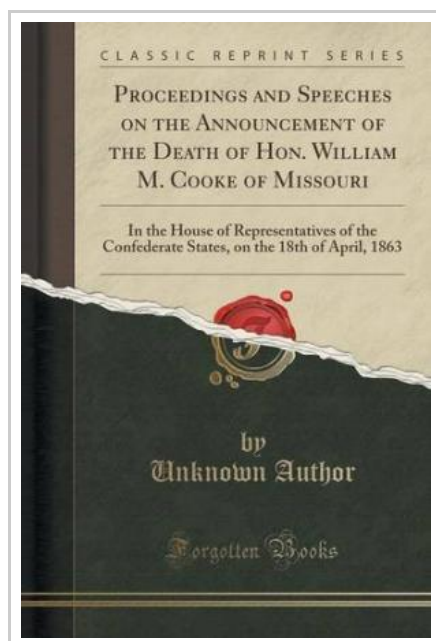 CLASSIC REPRINT SERIES
PROCEEDINGS AND SPEECHES
ON THE ANNOUNCEMENT OF
THE DEATH OF HON. WILLIAM
M. COOKE OF MISSOURI
In the House of Representatives of the
Confederate States, on the 18th of April, 1863
F
by
Unknown Author
Forgotten Books